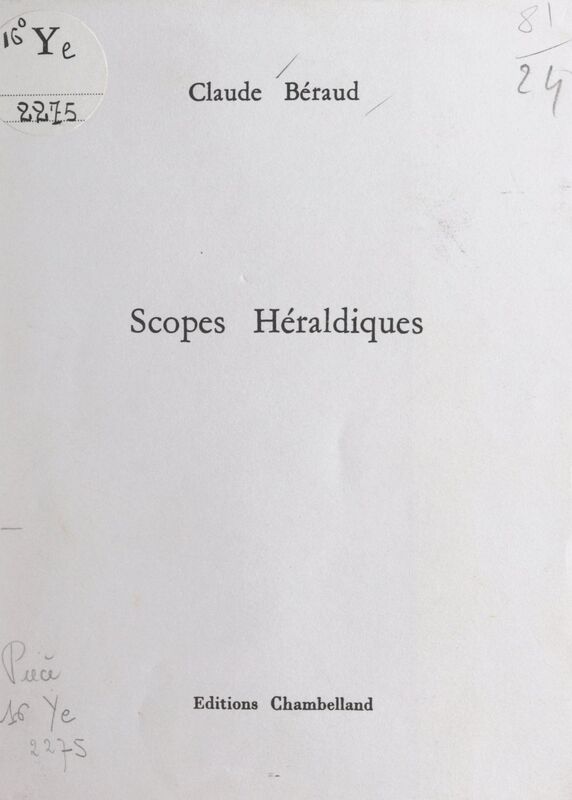 16° Ye
2275
81
24
Claude Béraud
Scopes Héraldiques
Pièce
16 Ye
2275
Editions Chambelland